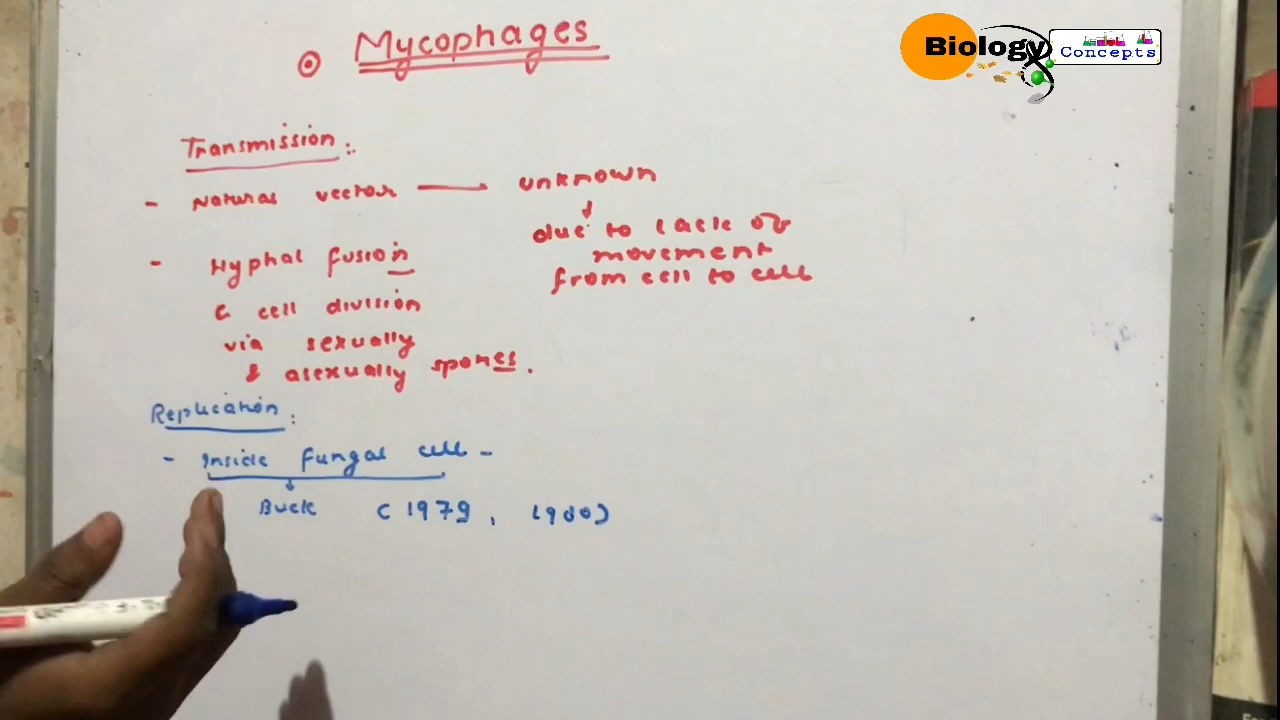 Mycophages
Biology
Concepts
Transmission :.
- Natural vector — unknown
due to lack of
movement
from cell to cell
- Hyphal fusion
& cell division
via sexually
& asexually spores.
Replication :
- Inside fungal cell -
Buck (1979, 1980)